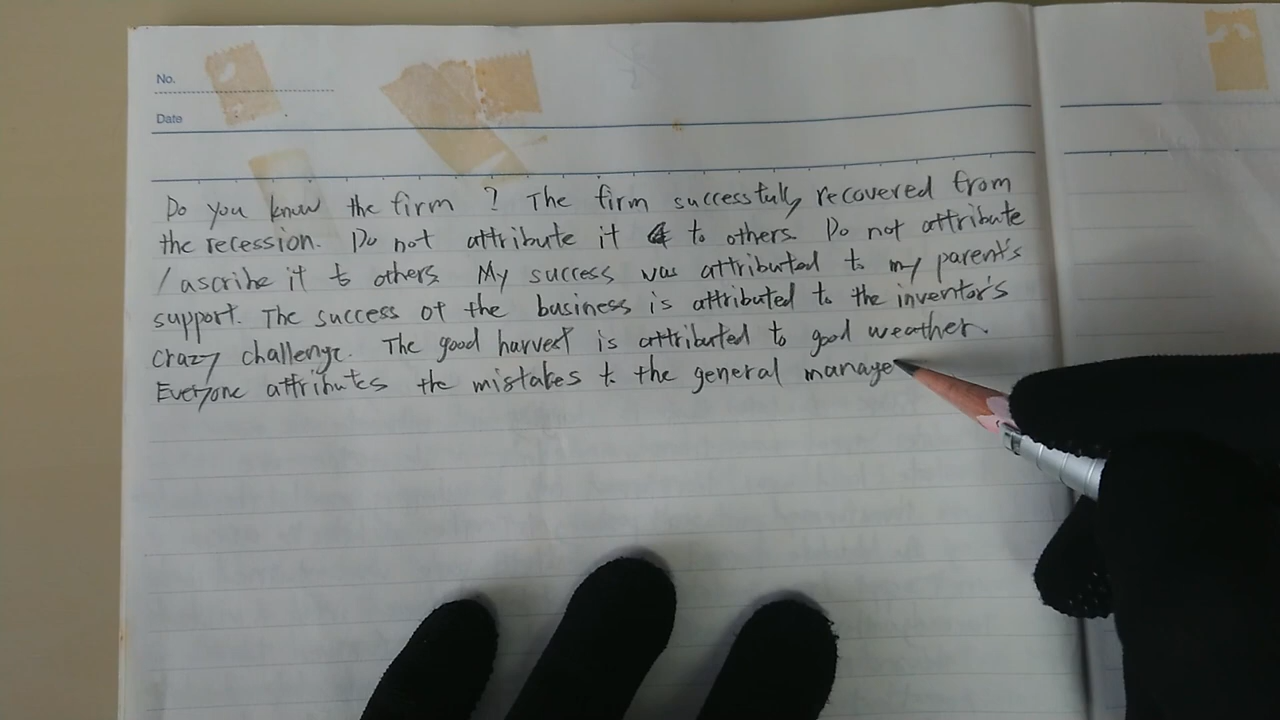 No.
Date
Do you know the firm ? The firm successfully recovered from
the recession. Do not attribute it to others. Do not attribute
/ ascribe it to others. My success was attributed to my parent's
support. The success of the business is attributed to the inventor's
crazy challenge. The good harvest is attributed to good weather.
Everyone attributes the mistakes to the general manage